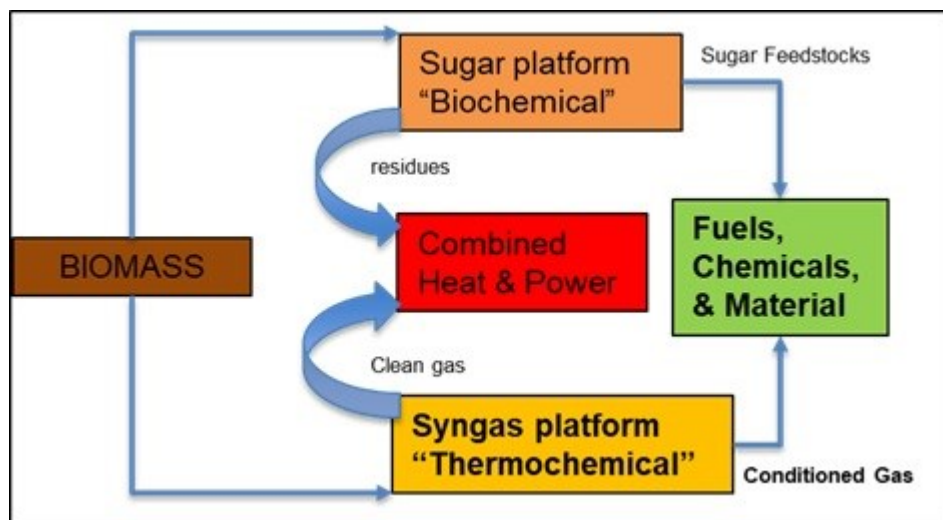 Sugar platform
“Biochemical”
Sugar Feedstocks
residues
BIOMASS
Combined
Heat & Power
Fuels,
Chemicals,
& Material
Clean gas
Syngas platform
“Thermochemical”
Conditioned Gas